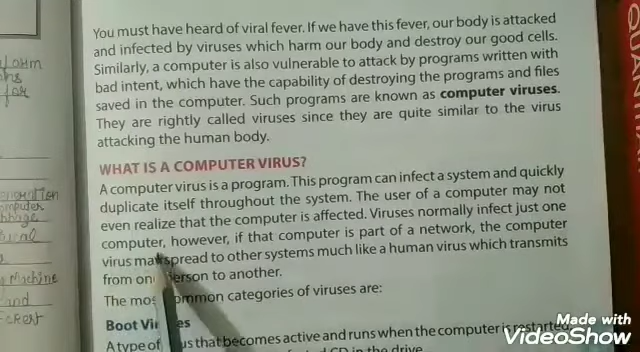 You must have heard of viral fever. If we have this fever, our body is attacked
and infected by viruses which harm our body and destroy our good cells.
Similarly, a computer is also vulnerable to attack by programs written with
bad intent, which have the capability of destroying the programs and files
saved in the computer. Such programs are known as computer viruses.
They are rightly called viruses since they are quite similar to the virus
attacking the human body.
WHAT IS A COMPUTER VIRUS?
A computer virus is a program. This program can infect a system and quickly
duplicate itself throughout the system. The user of a computer may not
even realize that the computer is affected. Viruses normally infect just one
computer, however, if that computer is part of a network, the computer
virus may spread to other systems much like a human virus which transmits
from one person to another.
The most common categories of viruses are:
Boot Viruses
A type of virus that becomes active and runs when the computer is restarted,
CD in the drive
for
Machine
and
Made with
VideoShow